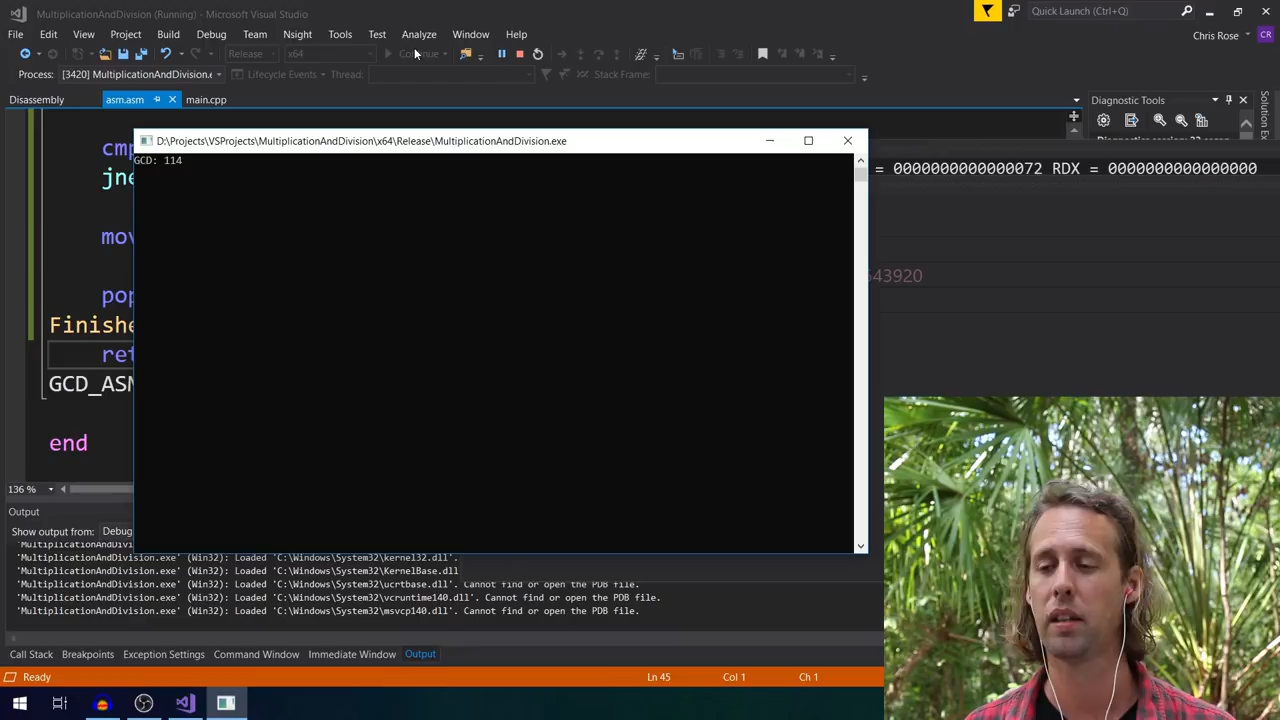 MultiplicationAndDivision (Running) - Microsoft Visual Studio
Quick Launch (Ctrl+Q)
File Edit View Project Build Debug Team Nsight Tools Test Analyze Window Help
Chris Rose CR
Release x64 Continue
Process: [3420] MultiplicationAndDivision.e Lifecycle Events Thread: Stack Frame:
Disassembly asm.asm main.cpp
Diagnostic Tools
Solution Ex
D:\Projects\VSProjects\MultiplicationAndDivision\x64\Release\MultiplicationAndDivision.exe
GCD: 114
cmp
jne
= 0000000000000072 RDX = 0000000000000000
mov
643920
pop
Finishe
ret
GCD_ASM
end
136 %
Output
Show output from: Debug
'MultiplicationAndDivision.exe' (Win32): Loaded 'C:\Windows\System32\kernel32.dll'.
'MultiplicationAndDivision.exe' (Win32): Loaded 'C:\Windows\System32\KernelBase.dll
'MultiplicationAndDivision.exe' (Win32): Loaded 'C:\Windows\System32\ucrtbase.dll'. Cannot find or open the PDB file.
'MultiplicationAndDivision.exe' (Win32): Loaded 'C:\Windows\System32\vcruntime140.dll'. Cannot find or open the PDB file.
'MultiplicationAndDivision.exe' (Win32): Loaded 'C:\Windows\System32\msvcp140.dll'. Cannot find or open the PDB file.
Call Stack Breakpoints Exception Settings Command Window Immediate Window Output
Ready Ln 45 Col 1 Ch 1